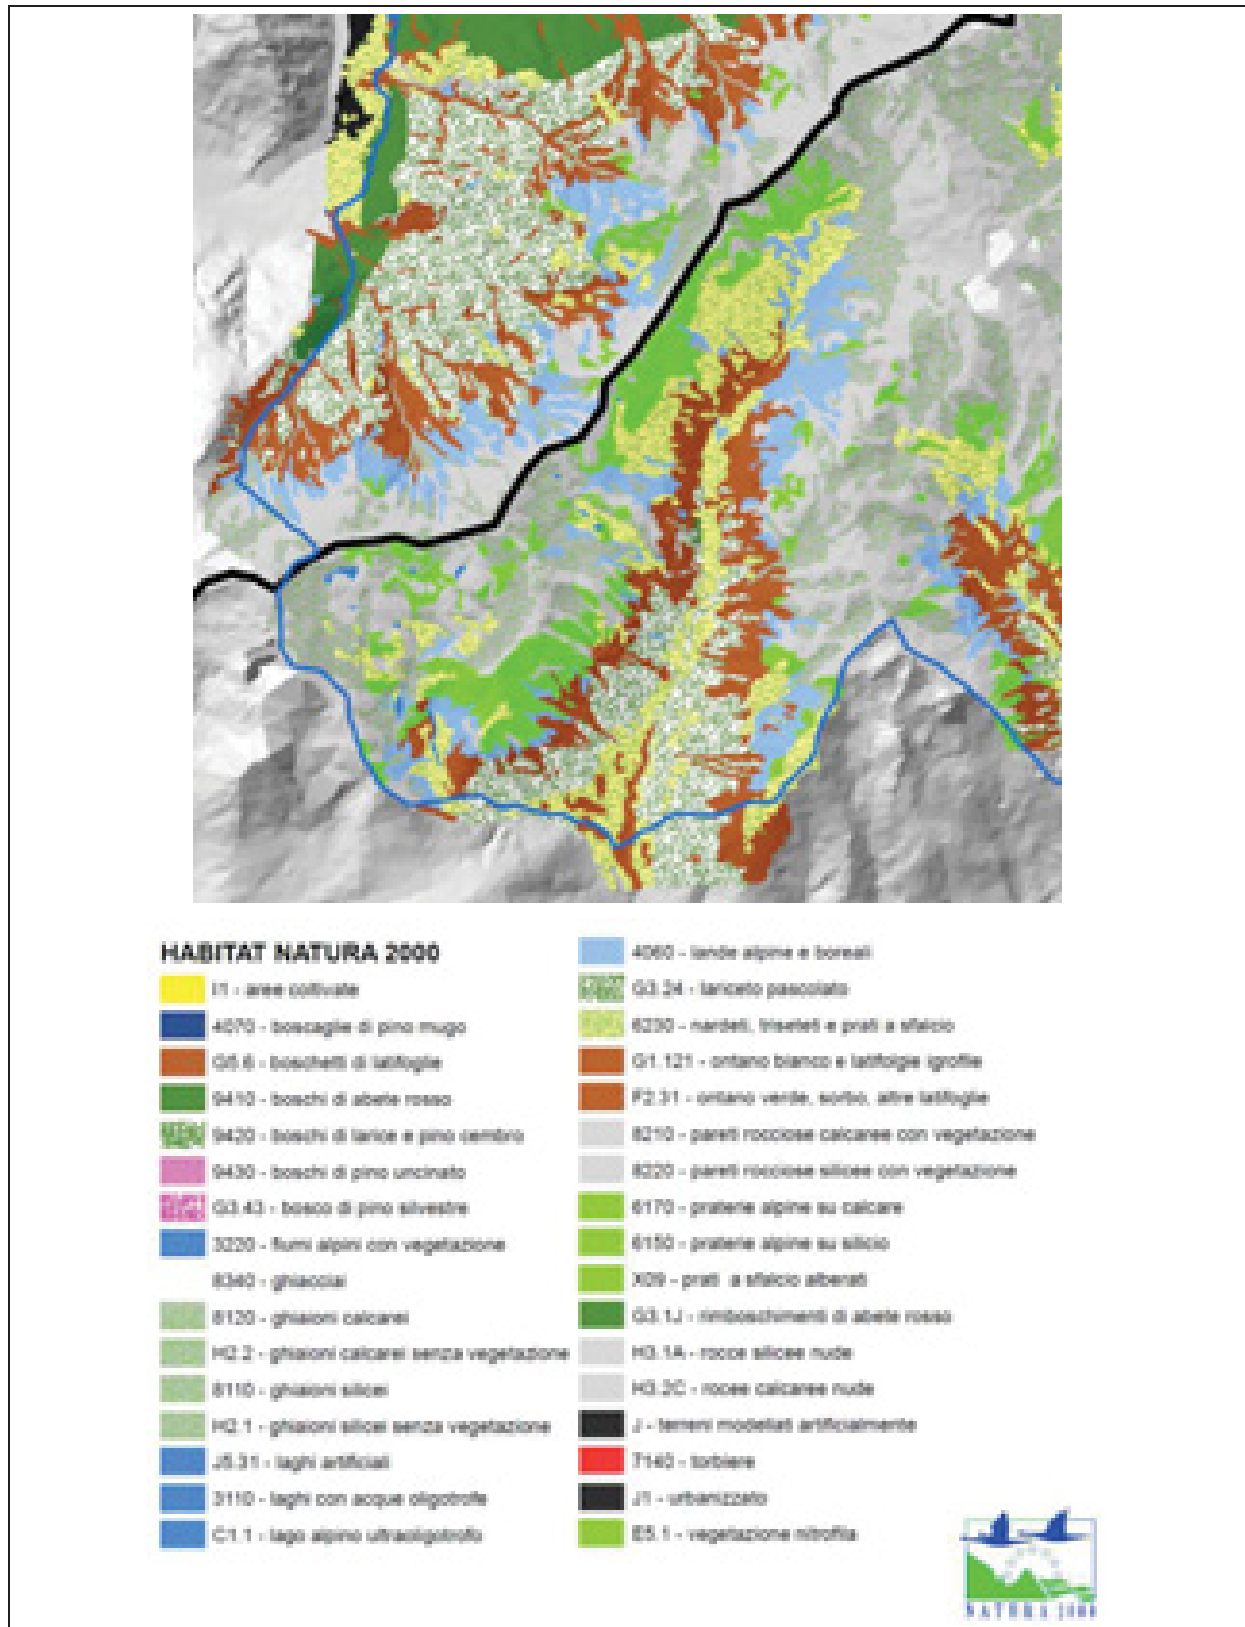 HABITAT NATURA 2000
I1 - aree coltivate
4070 - boscaglie di pino mugo
G5.6 - boschetti di latifoglie
9410 - boschi di abete rosso
9420 - boschi di larice e pino cembro
9430 - boschi di pino uncinato
G3.43 - bosco di pino silvestre
3220 - fiumi alpini con vegetazione
8340 - ghiacciai
8120 - ghiaioni calcarei
H2.2 - ghiaioni calcarei senza vegetazione
8110 - ghiaioni silicei
H2.1 - ghiaioni silicei senza vegetazione
J5.31 - laghi artificiali
3110 - laghi con acque oligotrofe
C1.1 - lago alpino ultraoligotrofo
4060 - lande alpine e boreali
G3.24 - lariceto pascolato
6230 - nardeti, triseteti e prati a sfalcio
G1.121 - ontano bianco e latifolgie igrofile
F2.31 - ontano verde, sorbo, altre latifoglie
8210 - pareti rocciose calcaree con vegetazione
8220 - pareti rocciose silicee con vegetazione
6170 - praterie alpine su calcare
6150 - praterie alpine su silicio
X09 - prati a sfalcio alberati
G3.1J - rimboschimenti di abete rosso
H3.1A - rocce silicee nude
H3.2C - rocee calcaree nude
J - terreni modellati artificialmente
7140 - torbiere
J1 - urbanizzato
E5.1 - vegetazione nitrofila
NATURA 2000